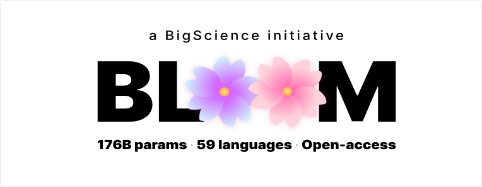 a BigScience initiative
BLOOM
176B params · 59 languages · Open-access